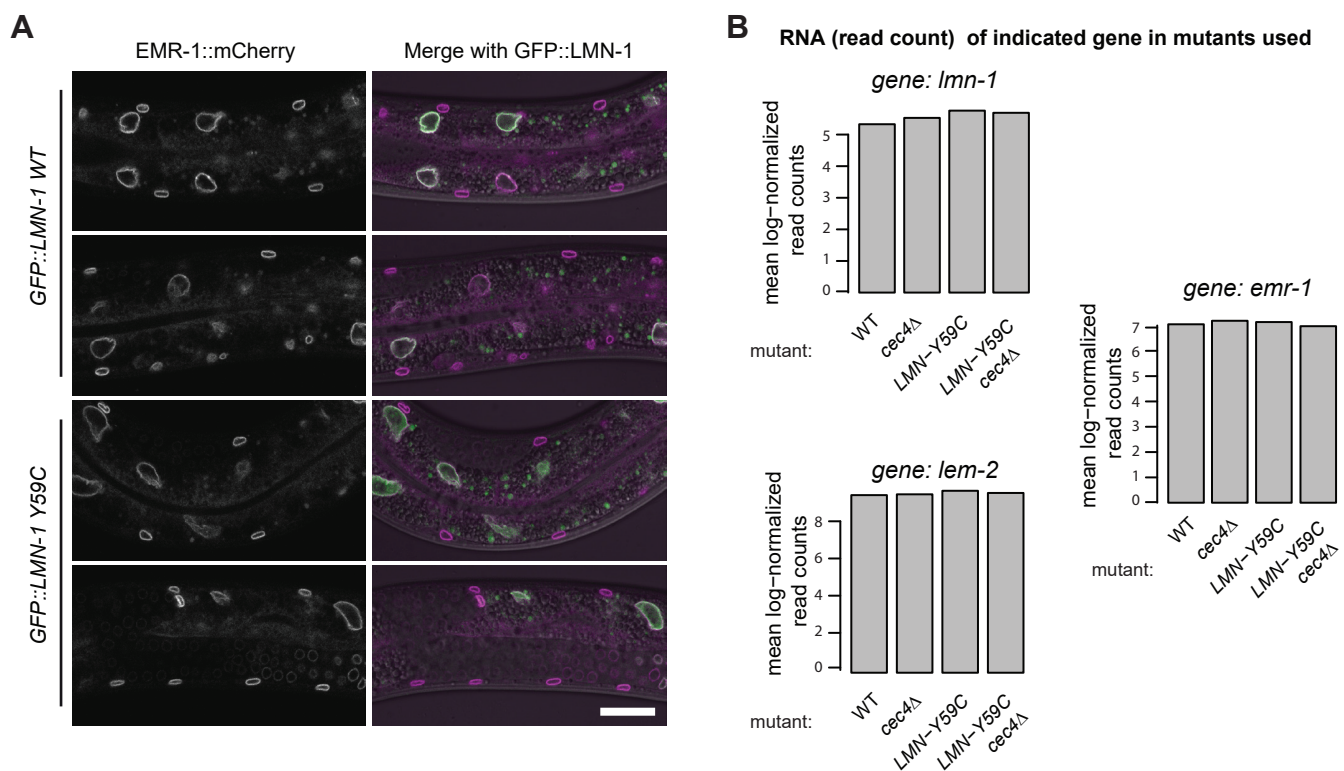 A
EMR-1::mCherry
Merge with GFP::LMN-1
GFP::LMN-1 WT
GFP::LMN-1 Y59C
B
RNA (read count) of indicated gene in mutants used
gene: lmn-1
mean log−normalized
read counts
5
4
3
2
1
0
mutant:
WT
cec4Δ
LMN−Y59C
LMN−Y59C
cec4Δ
gene: emr-1
mean log−normalized
read counts
7
6
5
4
3
2
1
0
mutant:
WT
cec4Δ
LMN−Y59C
LMN−Y59C
cec4Δ
gene: lem-2
mean log−normalized
read counts
8
6
4
2
0
mutant:
WT
cec4Δ
LMN−Y59C
LMN−Y59C
cec4Δ